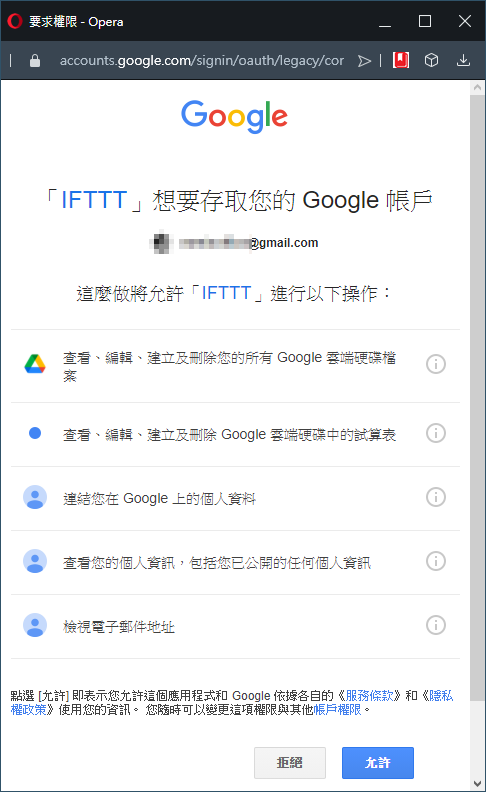 要求權限 - Opera
accounts.google.com/signin/oauth/legacy/cor
Google
「IFTTT」想要存取您的 Google 帳戶
@gmail.com
這麼做將允許「IFTTT」進行以下操作：
查看、編輯、建立及刪除您的所有 Google 雲端硬碟檔
案
查看、編輯、建立及刪除 Google 雲端硬碟中的試算表
連結您在 Google 上的個人資料
查看您的個人資訊，包括您已公開的任何個人資訊
檢視電子郵件地址
點選 [允許] 即表示您允許這個應用程式和 Google 依據各自的《服務條款》和《隱私
權政策》使用您的資訊。 您隨時可以變更這項權限與其他帳戶權限。
拒絕
允許